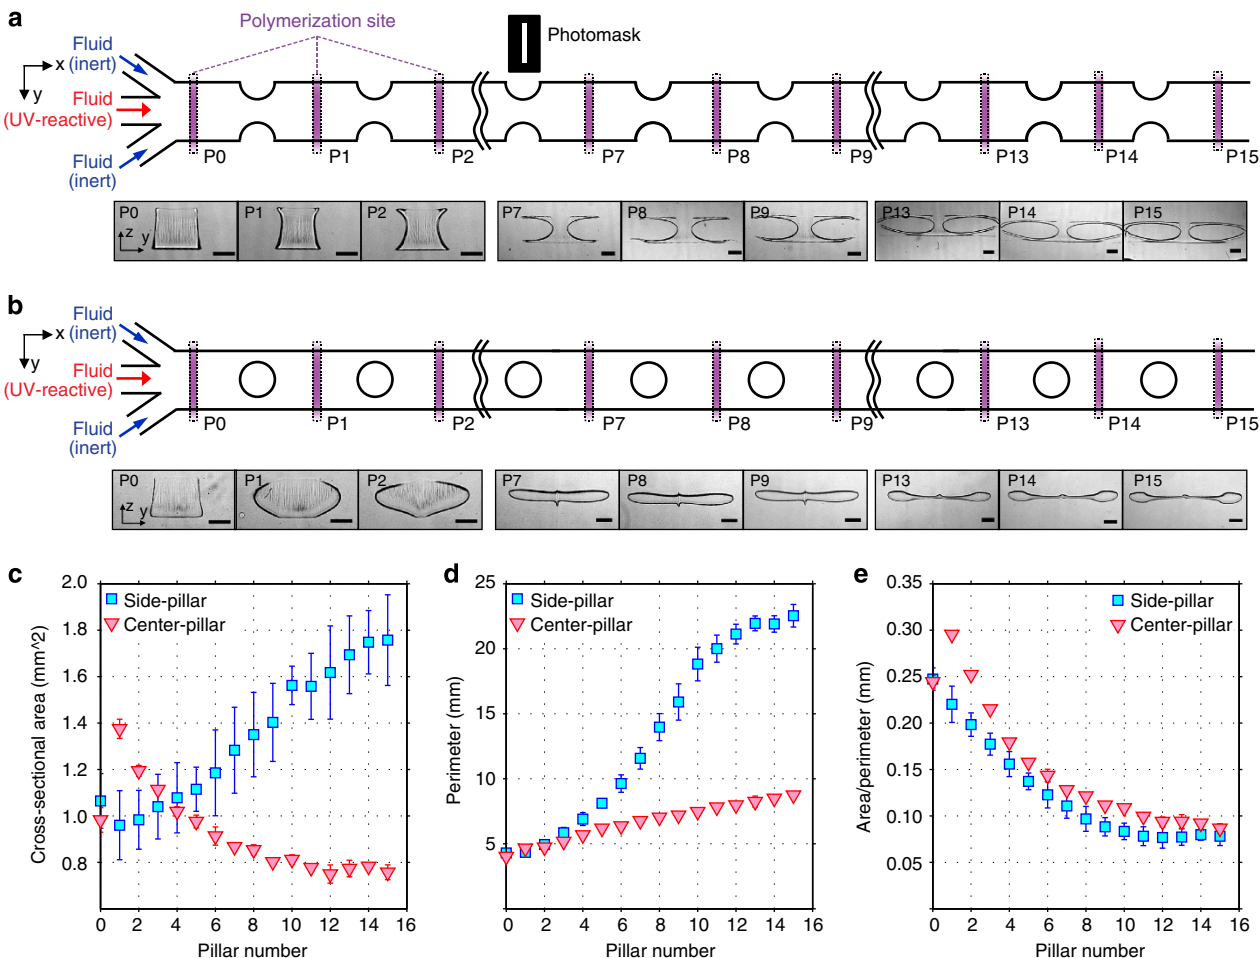 a
Polymerization site
Photomask
Fluid
(inert)
x
y
Fluid
(UV-reactive)
Fluid
(inert)
P0 P1 P2 P7 P8 P9 P13 P14 P15
P0 P1 P2 P7 P8 P9 P13 P14 P15
z
y
b
Fluid
(inert)
x
y
Fluid
(UV-reactive)
Fluid
(inert)
P0 P1 P2 P7 P8 P9 P13 P14 P15
P0 P1 P2 P7 P8 P9 P13 P14 P15
z
y
c
2.0
1.8
1.6
1.4
1.2
1.0
0.8
Cross-sectional area (mm^2)
Side-pillar
Center-pillar
0 2 4 6 8 10 12 14 16
Pillar number
d
25
20
15
10
5
Perimeter (mm)
Side-pillar
Center-pillar
0 2 4 6 8 10 12 14 16
Pillar number
e
0.35
0.30
0.25
0.20
0.15
0.10
0.05
Area/perimeter (mm)
Side-pillar
Center-pillar
0 2 4 6 8 10 12 14 16
Pillar number